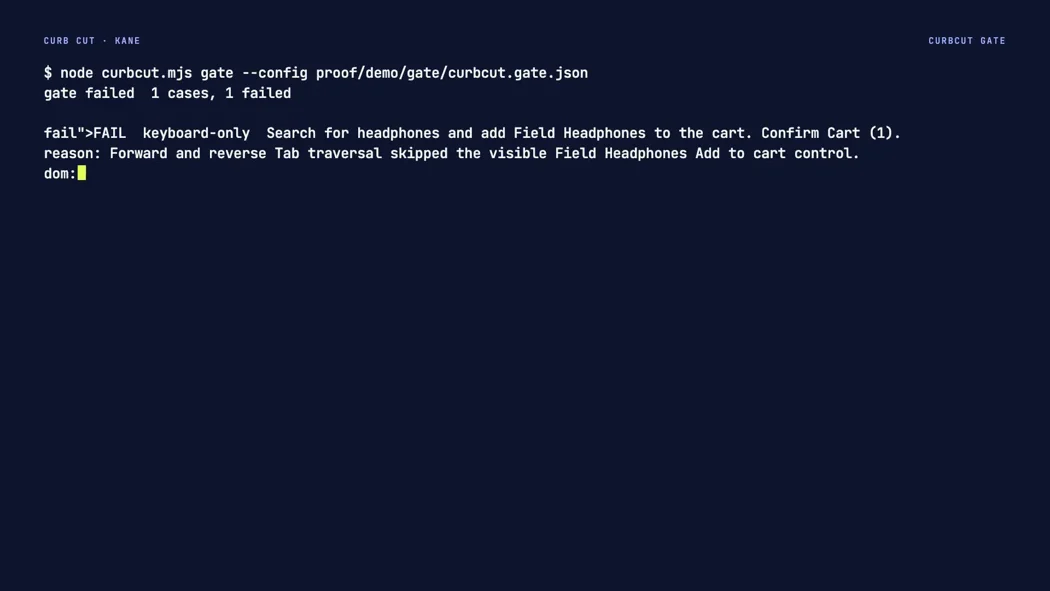 CURB CUT · KANE
CURBCUT GATE
$ node curbcut.mjs gate --config proof/demo/gate/curbcut.gate.json
gate failed  1 cases, 1 failed
fail">FAIL  keyboard-only  Search for headphones and add Field Headphones to the cart. Confirm Cart (1).
reason: Forward and reverse Tab traversal skipped the visible Field Headphones Add to cart control.
dom: